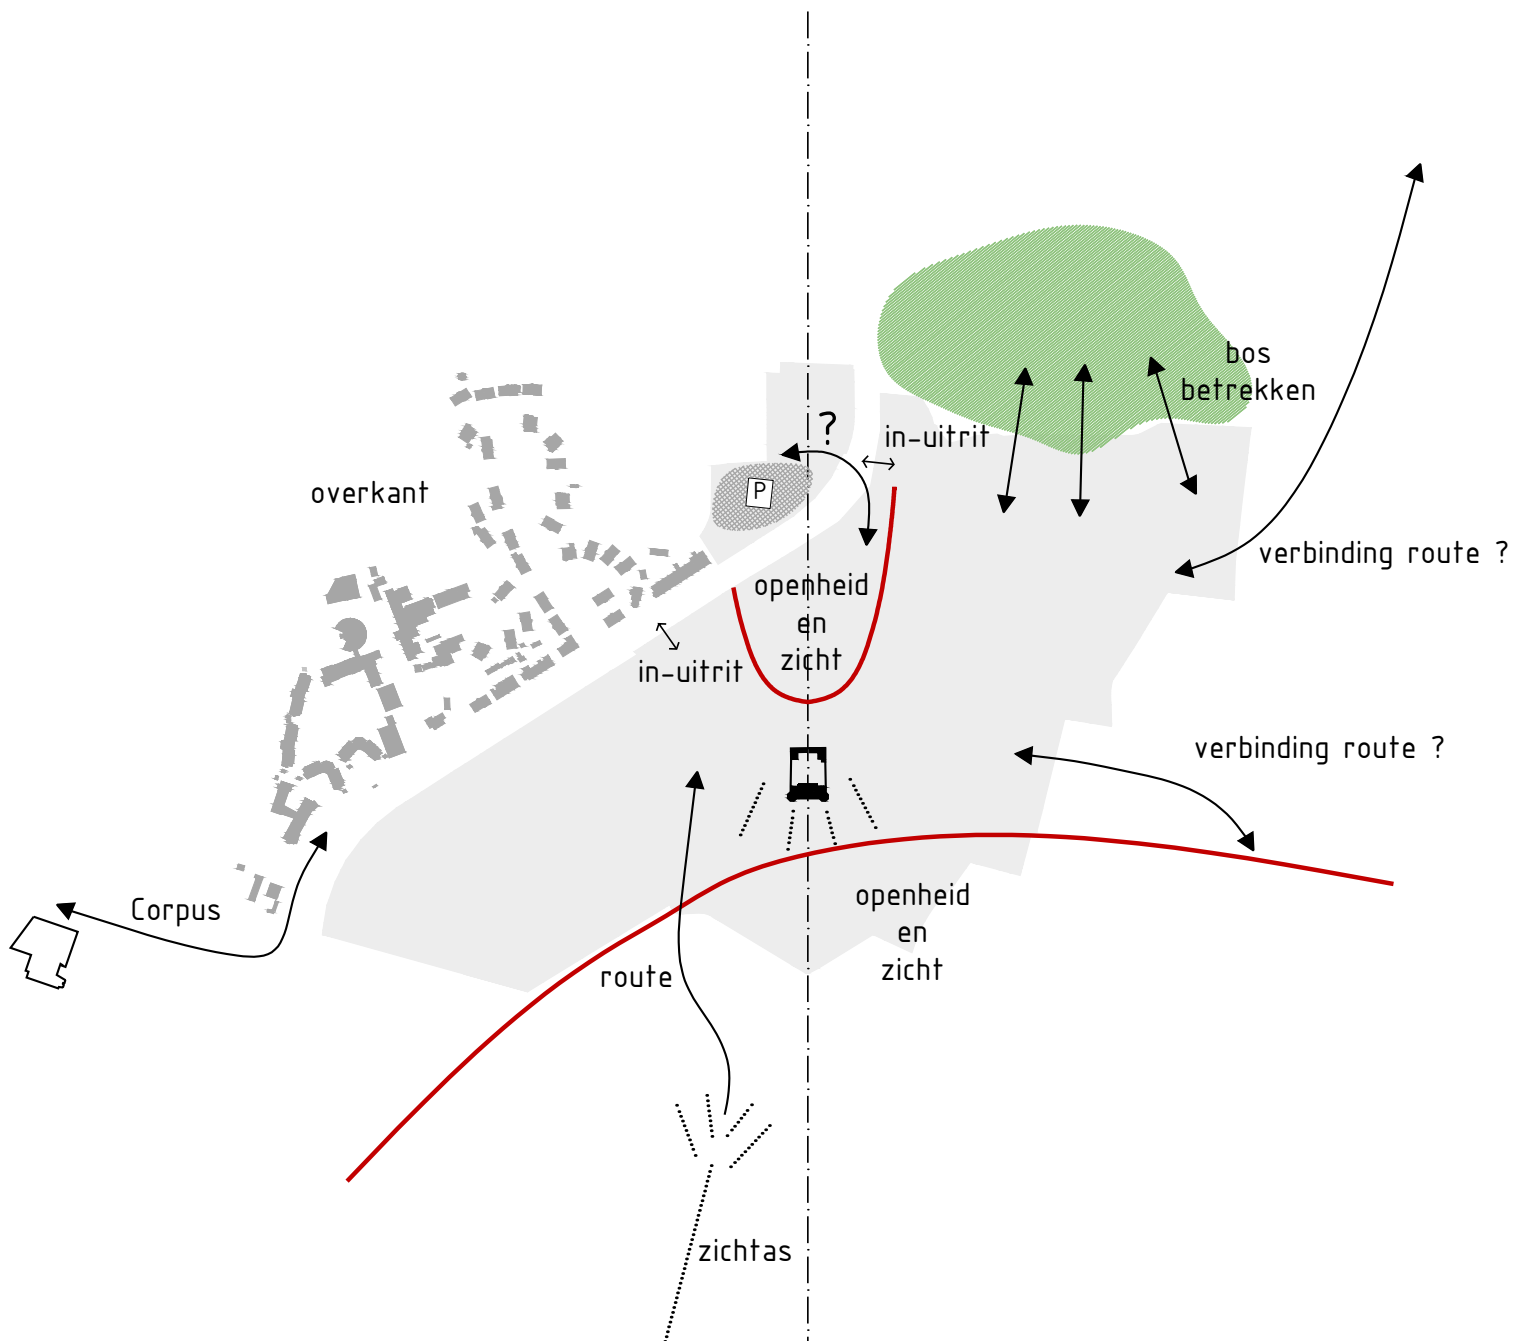 bos
betrekken
?
in-uitrit
overkant
P
verbinding route ?
openheid
en
zicht
in-uitrit
verbinding route ?
openheid
en
zicht
Corpus
route
zichtas